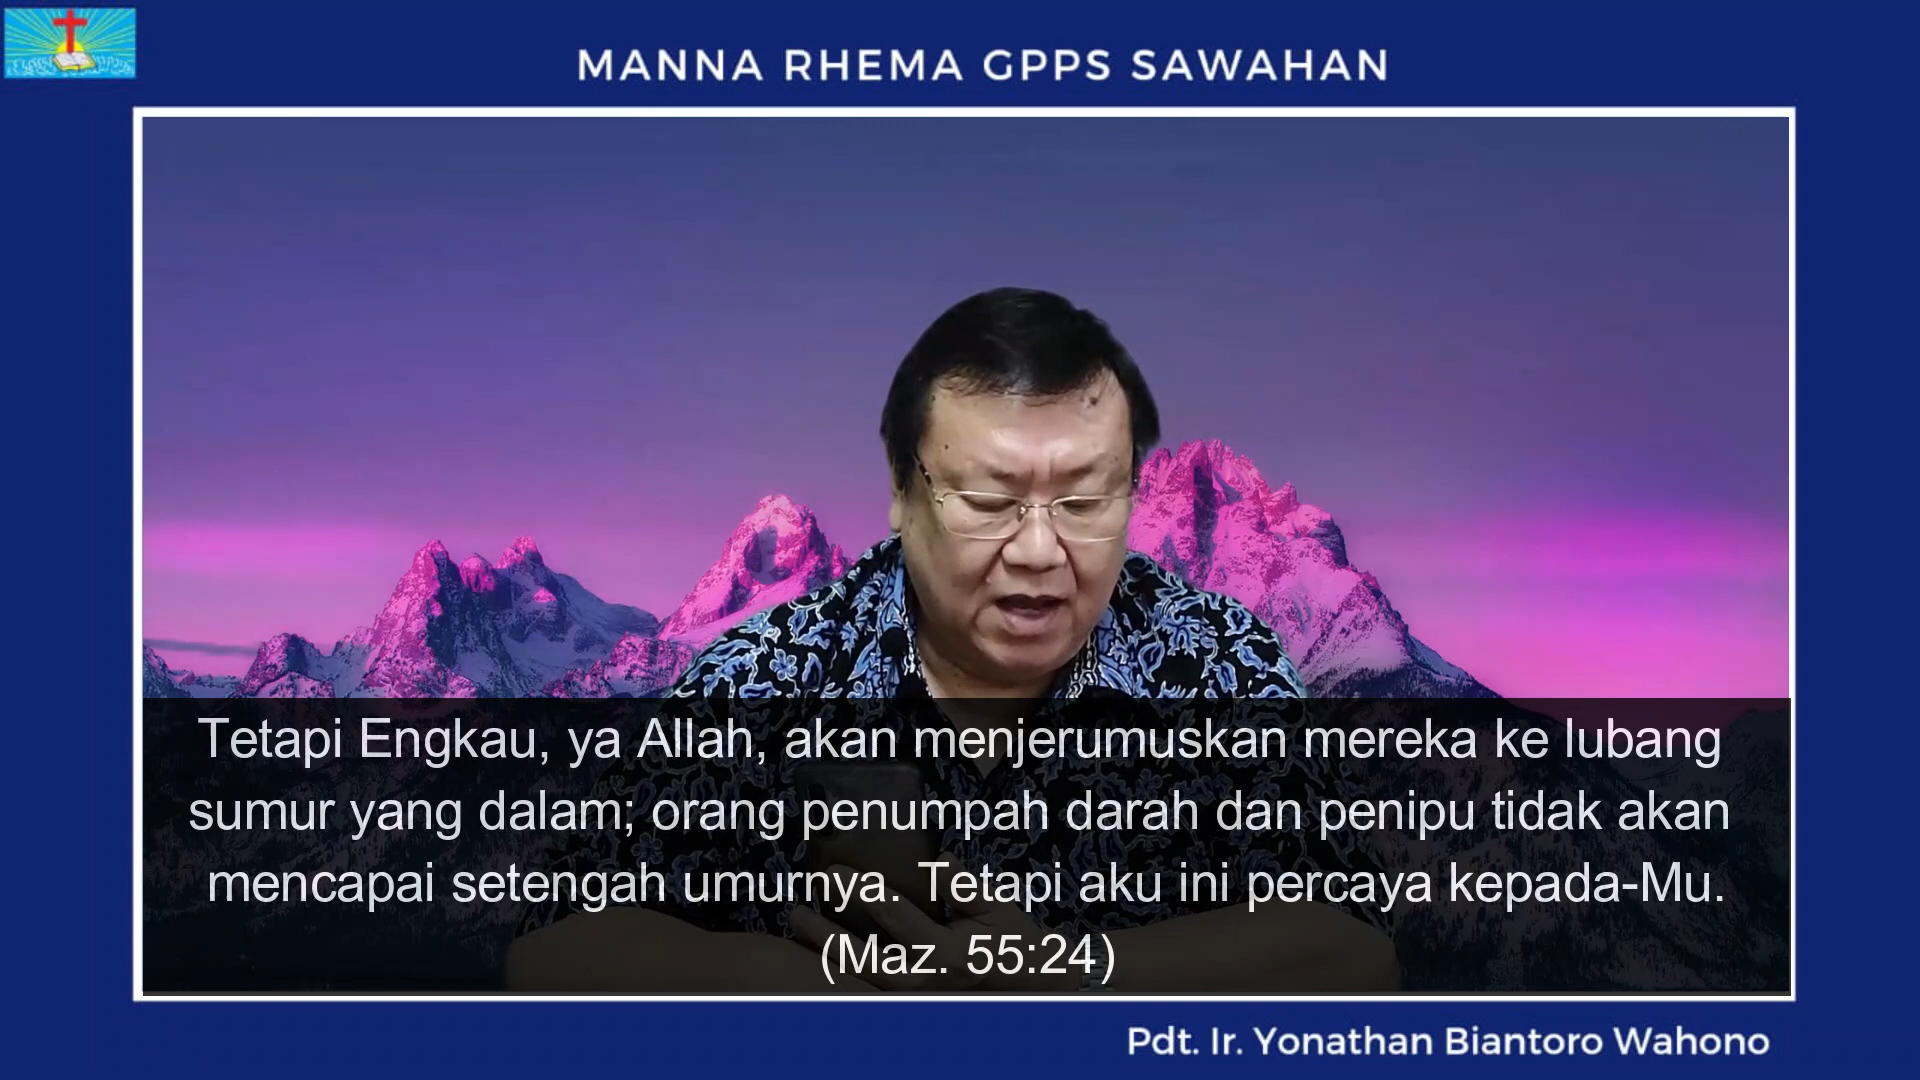 MANNA RHEMA GPPS SAWAHAN
Tetapi Engkau, ya Allah, akan menjerumuskan mereka ke lubang
sumur yang dalam; orang penumpah darah dan penipu tidak akan
mencapai setengah umurnya. Tetapi aku ini percaya kepada-Mu.
(Maz. 55:24)
Pdt. Ir. Yonathan Biantoro Wahono